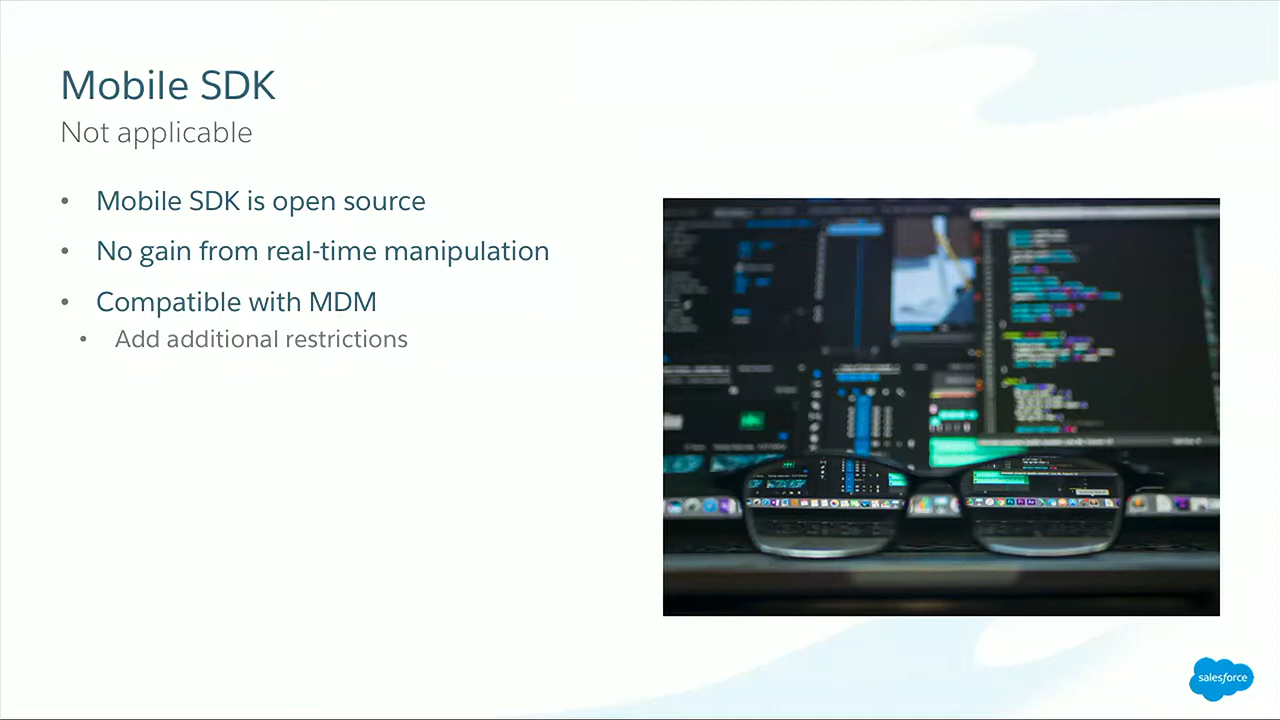 Mobile SDK
Not applicable
• Mobile SDK is open source
• No gain from real-time manipulation
• Compatible with MDM
• Add additional restrictions
salesforce